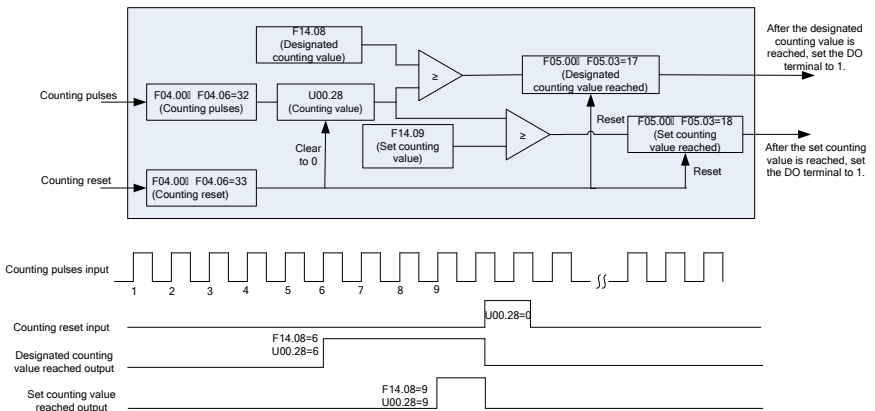 F14.08
(Designated
counting value)
After the designated
counting value is
reached, set the DO
terminal to 1.
≥
F05.00▯ F05.03=17
(Designated
counting value reached)
Counting pulses
F04.00▯ F04.06=32
(Counting pulses)
U00.28
(Counting value)
Reset
F05.00▯ F05.03=18
(Set counting
value reached)
F14.09
(Set counting
value)
≥
Clear
to 0
After the set counting
value is reached, set
the DO terminal to 1.
Reset
Counting reset
F04.00▯ F04.06=33
(Counting reset)
Counting pulses input
1 2 3 4 5 6 7 8 9
U00.28=0
Counting reset input
F14.08=6
U00.28=6
Designated counting
value reached output
F14.08=9
U00.28=9
Set counting value
reached output